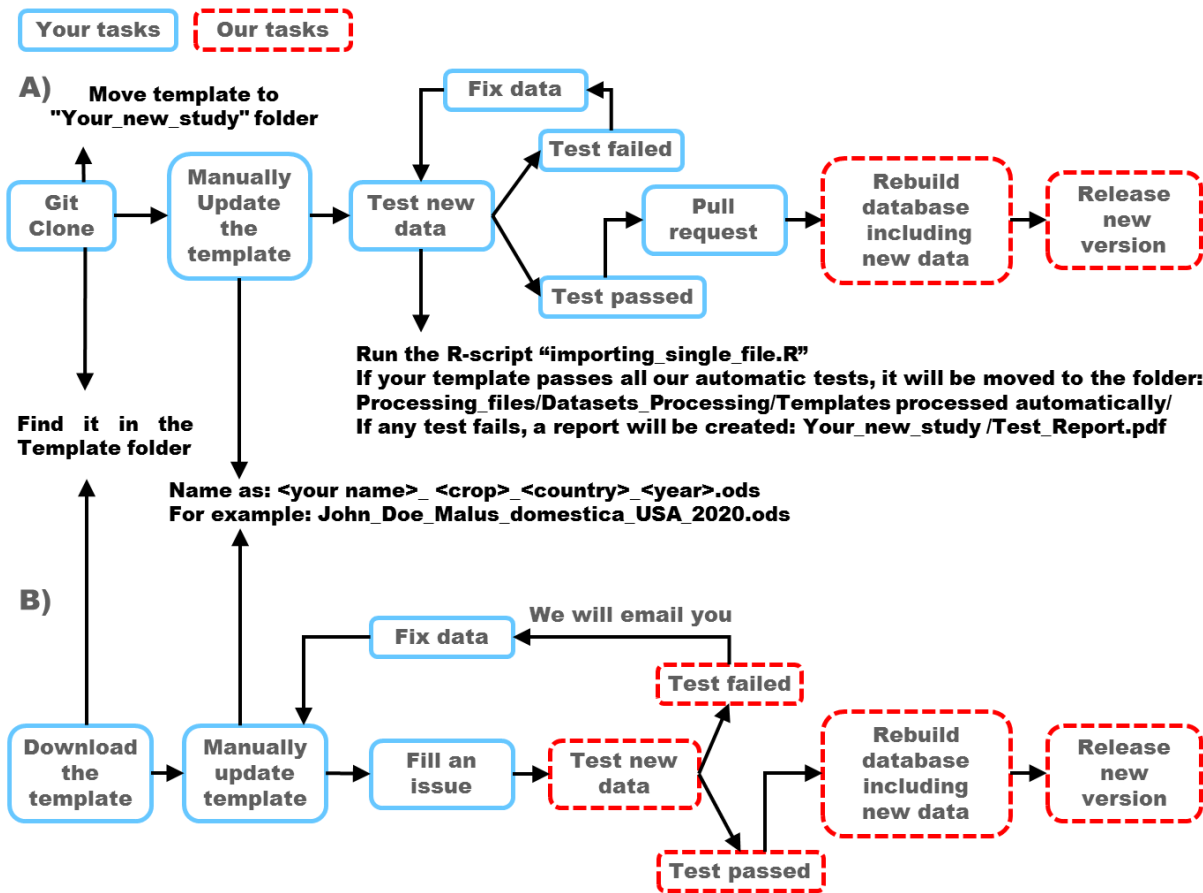 Your tasks
Our tasks
A)
Move template to
"Your_new_study" folder
Fix data
Test failed
Git
Clone
Manually
Update
the
template
Test new
data
Pull
request
Test passed
Rebuild
database
including
new data
Release
new
version
Run the R-script “importing_single_file.R”
If your template passes all our automatic tests, it will be moved to the folder:
Processing_files/Datasets_Processing/Templates processed automatically/
If any test fails, a report will be created: Your_new_study /Test_Report.pdf
Find it in the
Template folder
Name as: <your name>_ <crop>_<country>_<year>.ods
For example: John_Doe_Malus_domestica_USA_2020.ods
B)
We will email you
Fix data
Test failed
Download
the
template
Manually
update
template
Fill an
issue
Test new
data
Test passed
Rebuild
database
including
new data
Release
new
version